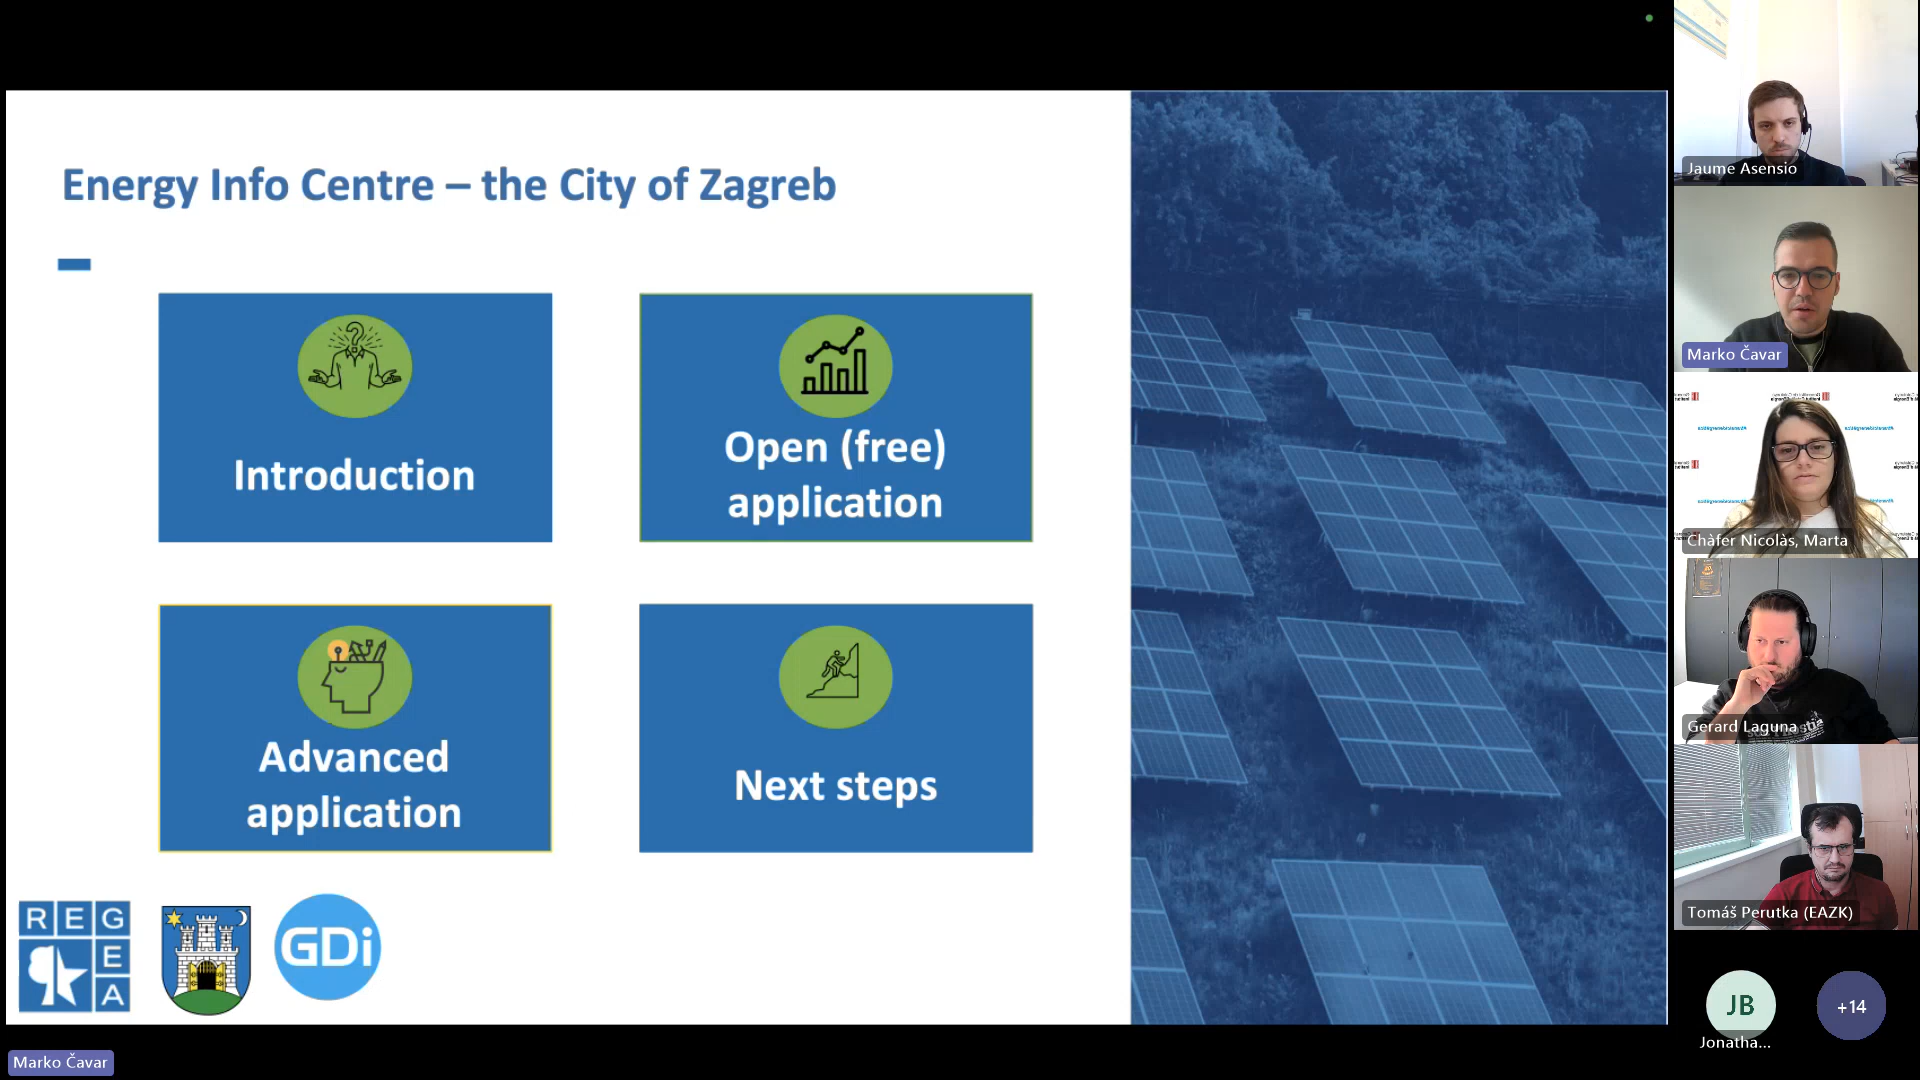 Energy Info Centre – the City of Zagreb
Introduction
Open (free)
application
Advanced
application
Next steps
R E G
E
A
GDi
Marko Čavar
Jaume Asensio
Marko Čavar
Chàfer Nicolàs, Marta
Gerard Laguna
Tomáš Perutka (EAZK)
JB
Jonatha...
+14